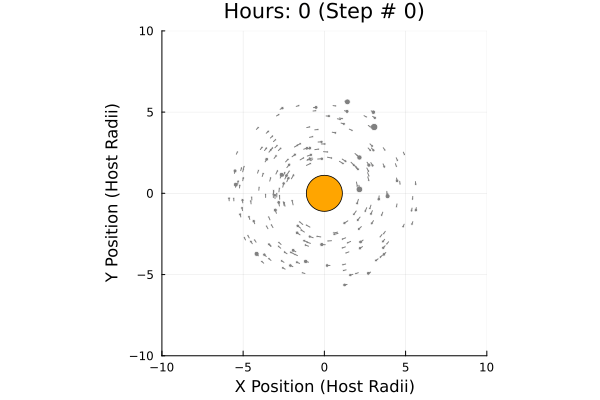 Hours: 0 (Step # 0)
10
5
0
−5
−10
Y Position (Host Radii)
−10 −5 0 5 10
X Position (Host Radii)